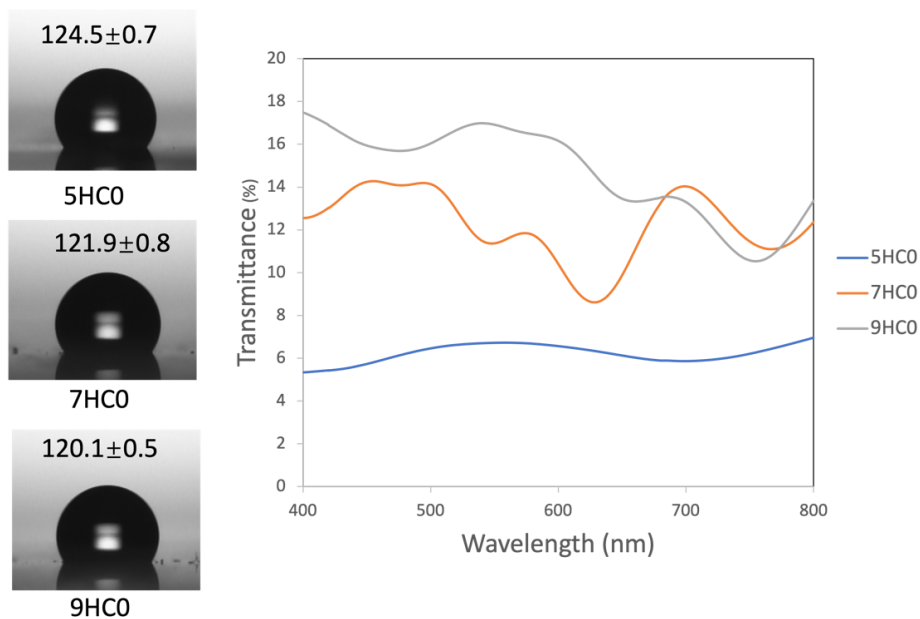 124.5±0.7
5HC0
121.9±0.8
7HC0
120.1±0.5
9HC0
20
18
16
14
12
10
8
6
4
2
0
Transmittance (%)
400 500 600 700 800
Wavelength (nm)
5HC0
7HC0
9HC0